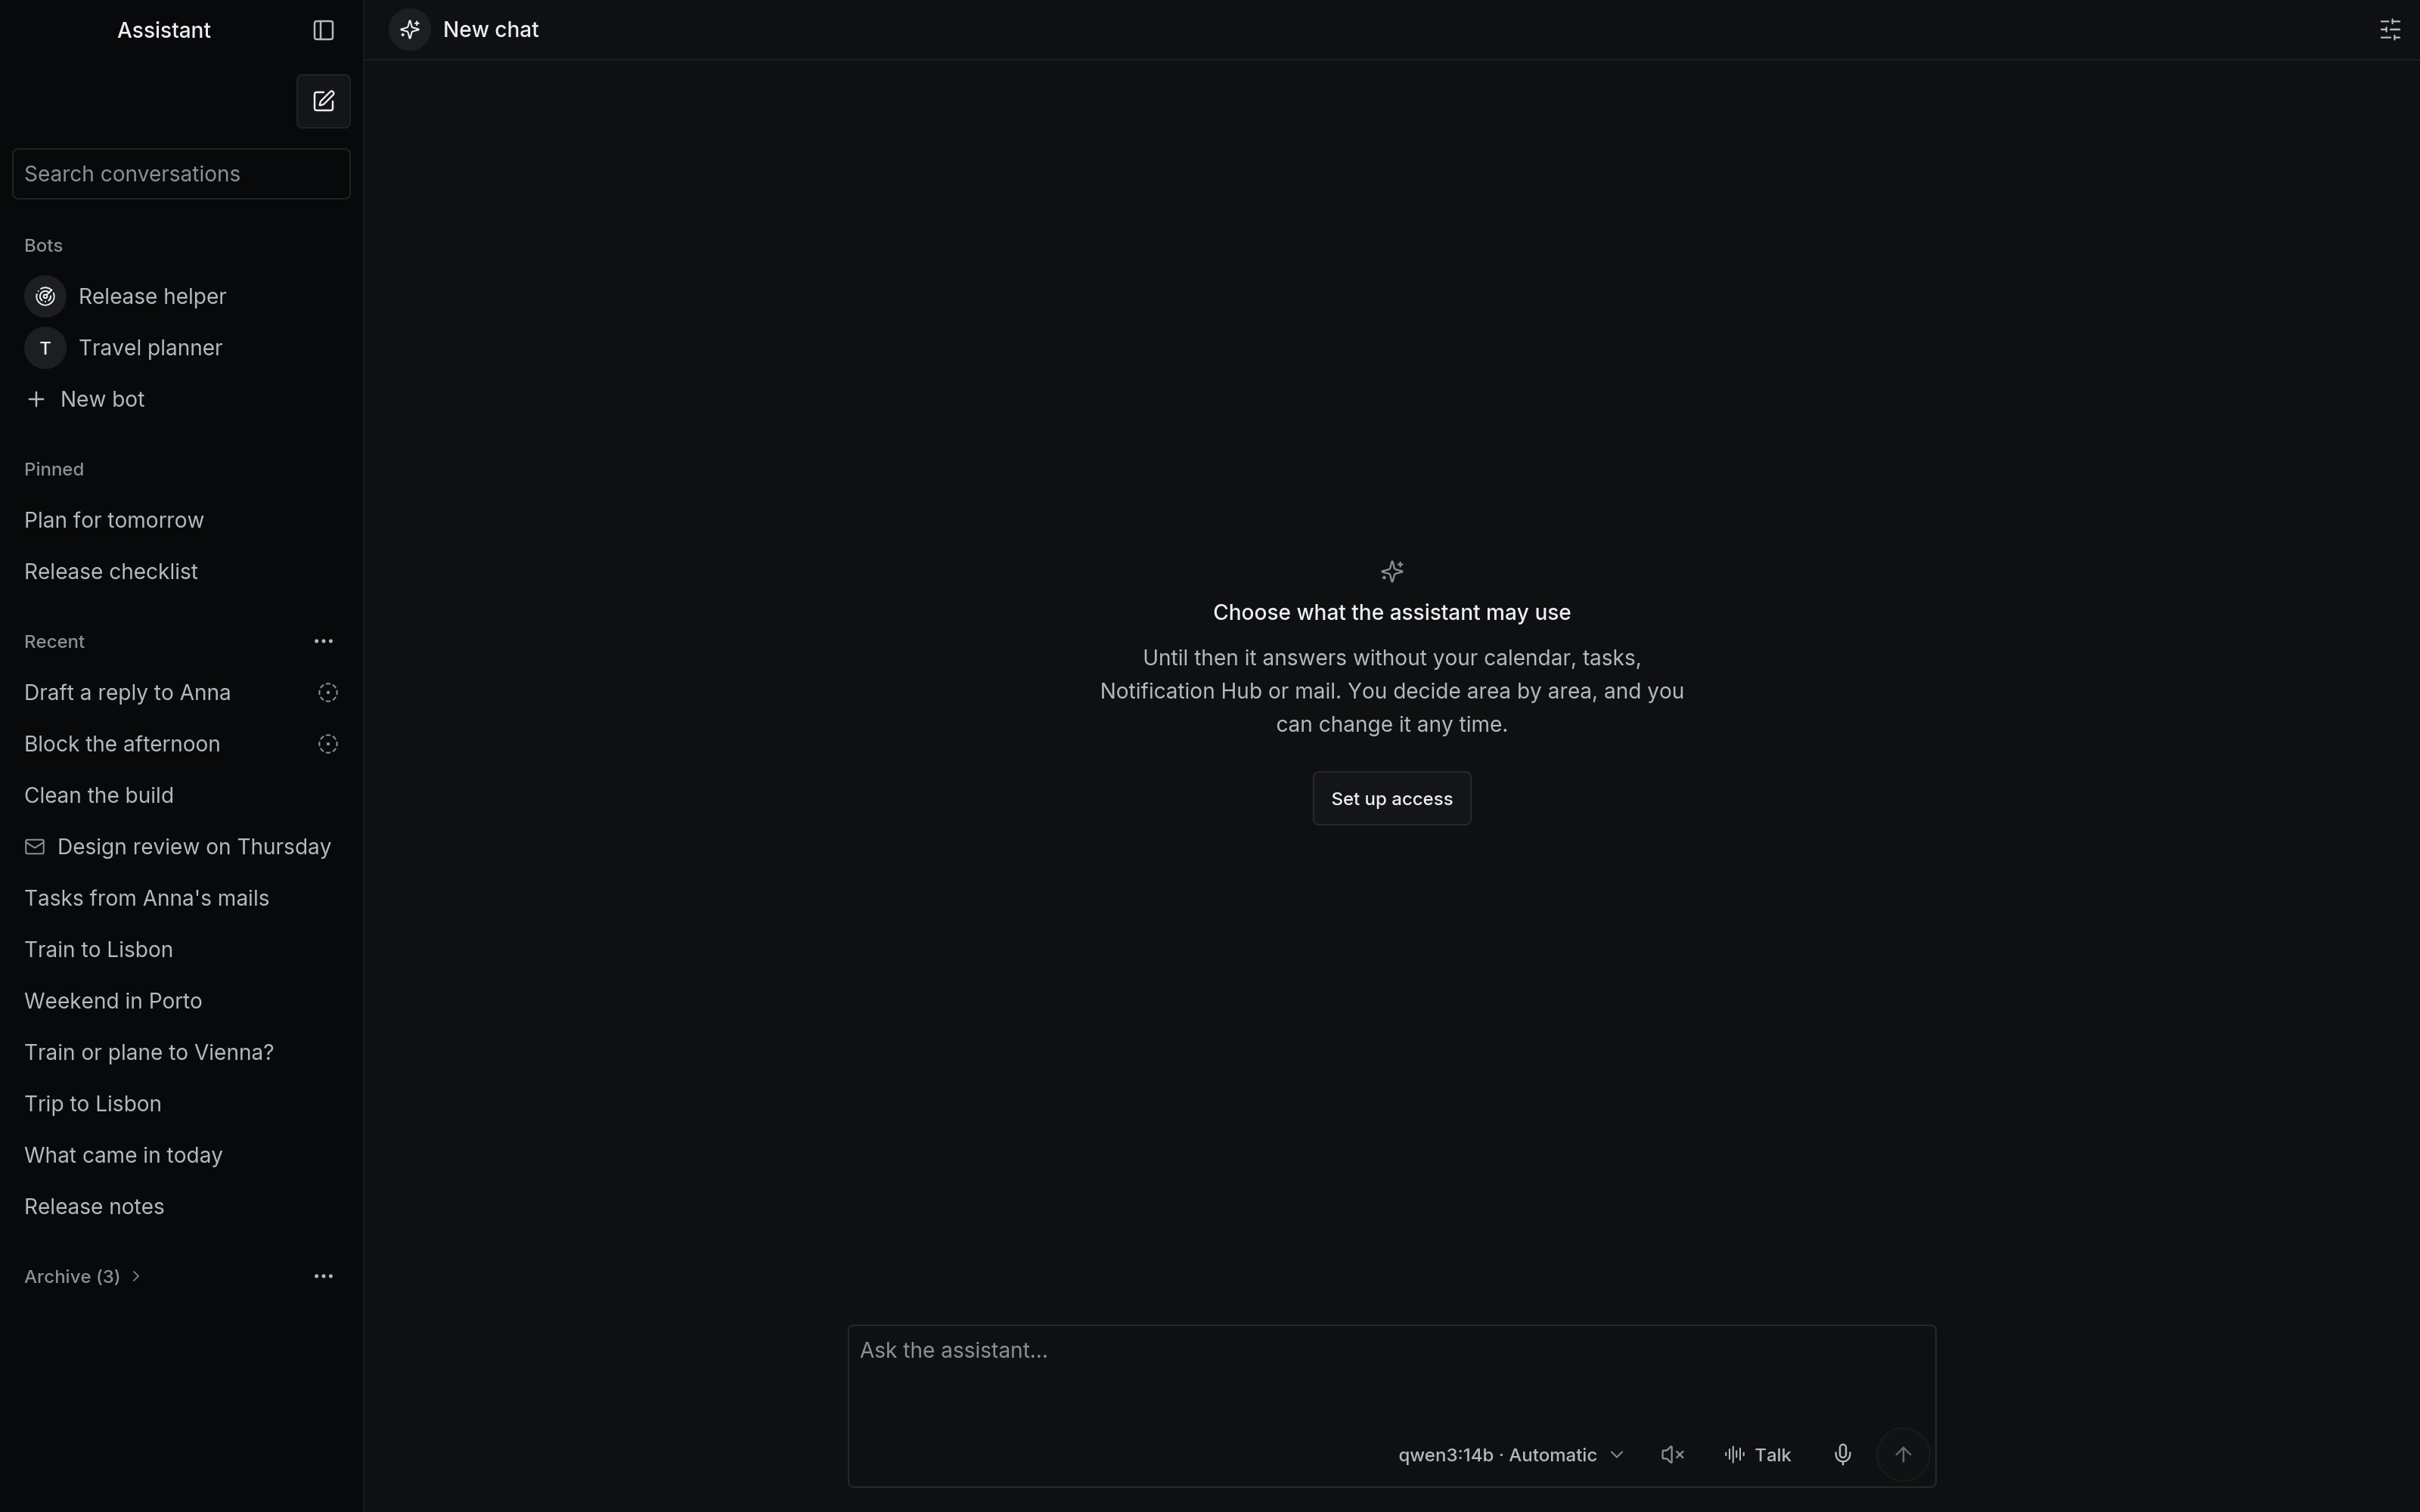 Assistant
New chat
Search conversations
Bots
Release helper
T Travel planner
New bot
Pinned
Plan for tomorrow
Release checklist
Recent
Draft a reply to Anna
Block the afternoon
Clean the build
Design review on Thursday
Tasks from Anna's mails
Train to Lisbon
Weekend in Porto
Train or plane to Vienna?
Trip to Lisbon
What came in today
Release notes
Archive (3)
Choose what the assistant may use
Until then it answers without your calendar, tasks,
Notification Hub or mail. You decide area by area, and you
can change it any time.
Set up access
Ask the assistant...
qwen3:14b · Automatic
Talk